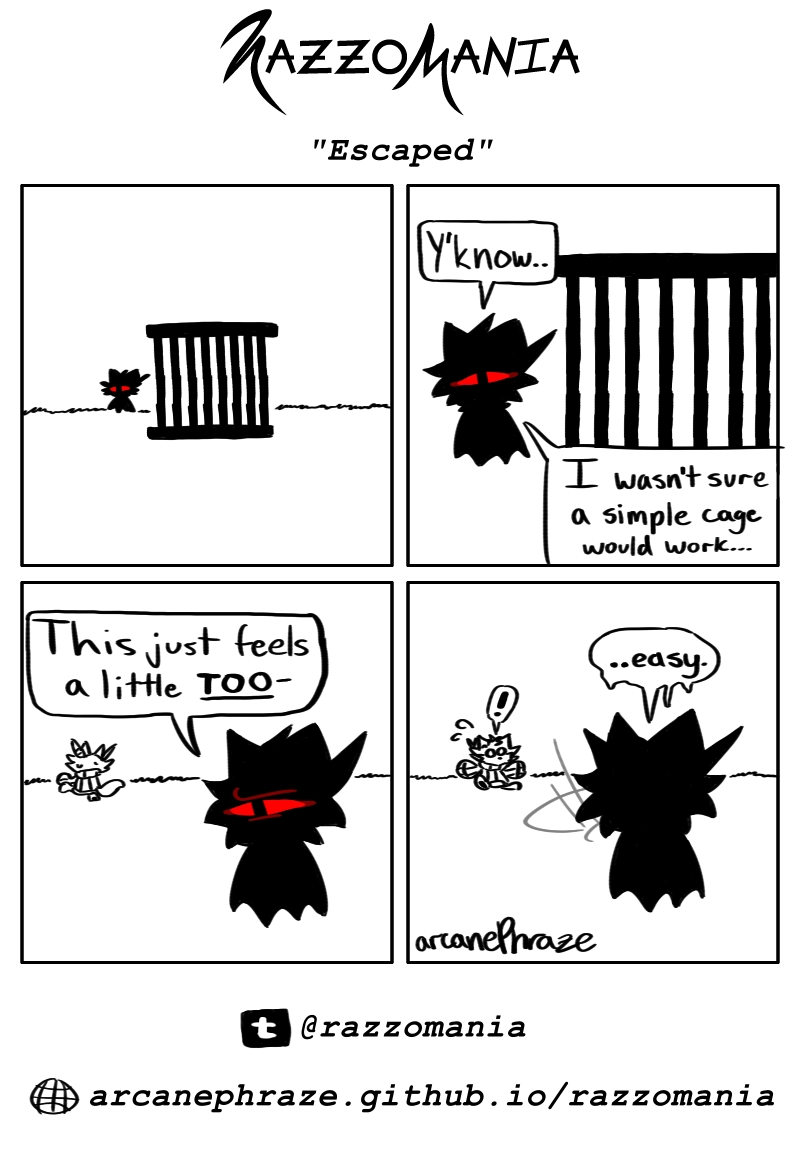 RAZZOMANIA
"Escaped"
Y'know..
I wasn't sure
a simple cage
would work...
This just feels
a little TOO-
!
..easy.
arcanePhraze
t @razzomania
arcanephraze.github.io/razzomania